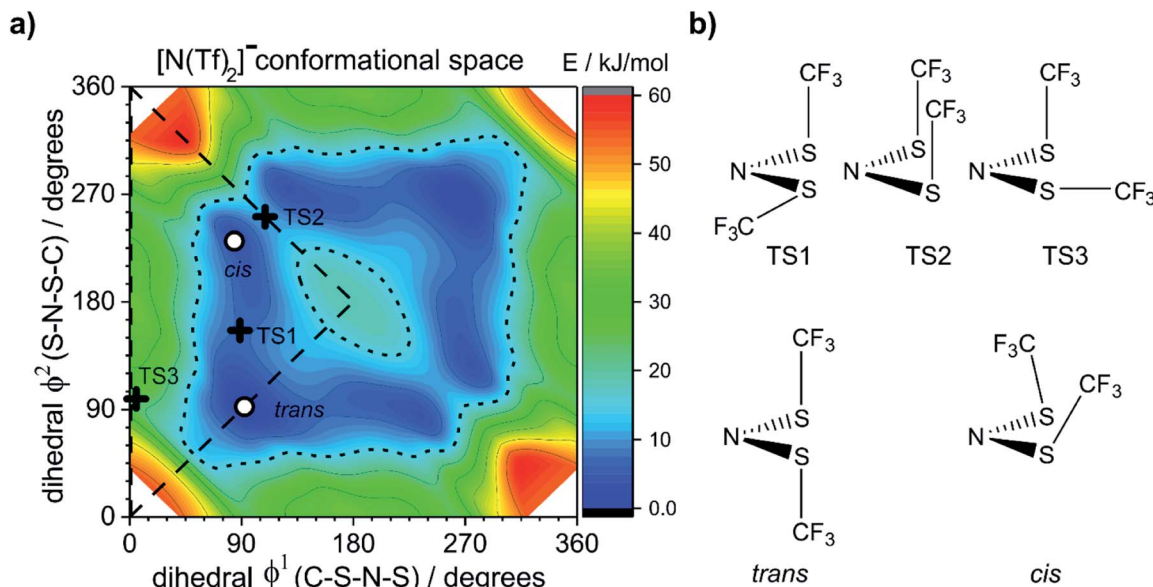 a)
[N(Tf)₂]⁻ conformational space
E / kJ/mol
dihedral ϕ² (S-N-S-C) / degrees
360
270
180
90
0
0
90
180
270
360
dihedral ϕ¹ (C-S-N-S) / degrees
TS2
cis
TS1
TS3
trans
60
50
40
30
20
10
0.0
b)
CF₃
N
S
S
F₃C
TS1
CF₃
CF₃
N
S
S
TS2
CF₃
N
S
S
CF₃
TS3
CF₃
N
S
S
CF₃
trans
F₃C
CF₃
N
S
S
cis